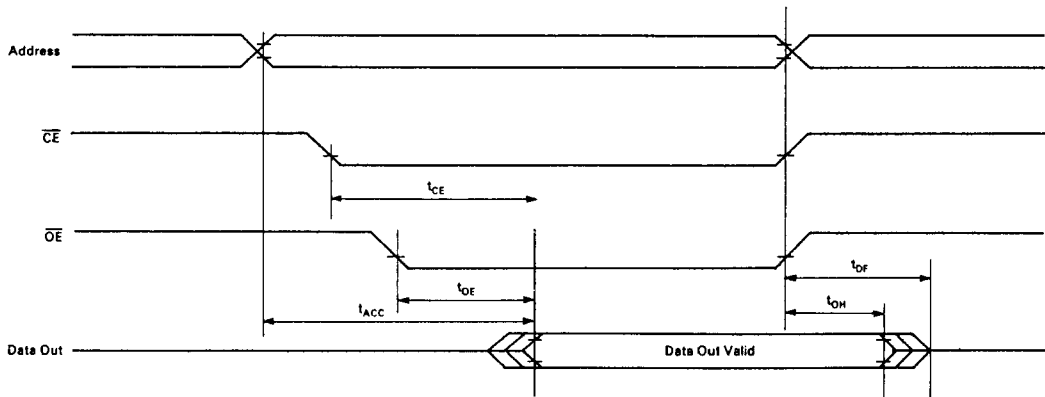 Address
CE
tCE
OE
tDF
tOE
tOH
tACC
Data Out
Data Out Valid